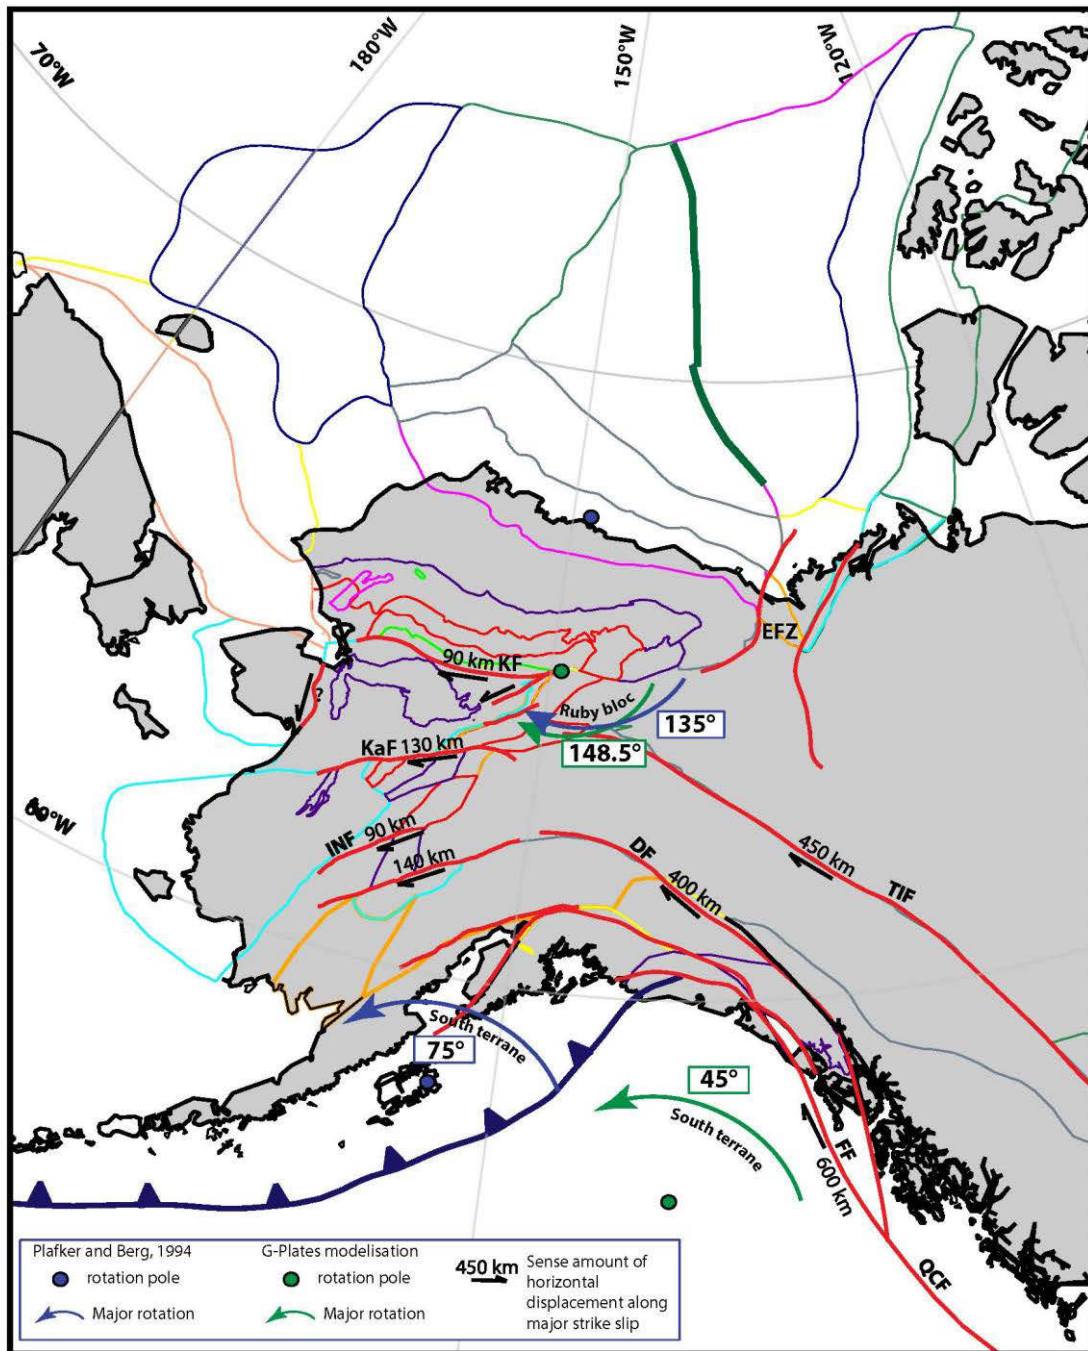 70°W
180°W
150°W
120°W
EFZ
90 km KF
?
Ruby bloc
135°
148.5°
KaF 130 km
60°W
INF 90 km
140 km
DF
400 km
450 km
TIF
South terrane
75°
45°
South terrane
FF
600 km
QCF
Plafker and Berg, 1994
rotation pole
Major rotation
G-Plates modelisation
rotation pole
Major rotation
450 km
Sense amount of
horizontal
displacement along
major strike slip